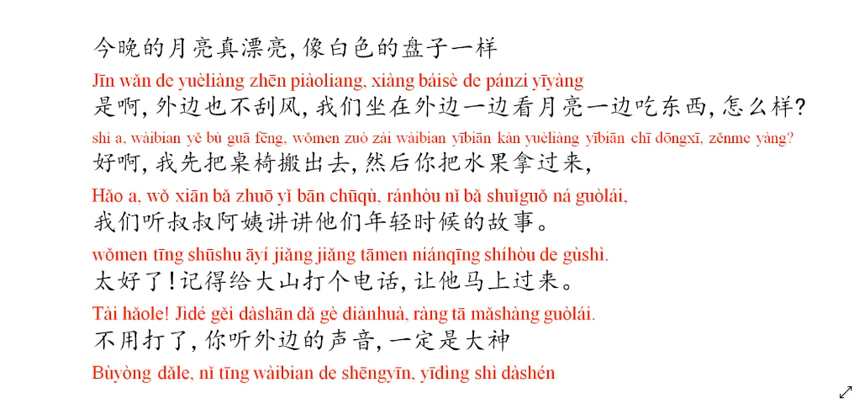 今晚的月亮真漂亮,像白色的盘子一样
Jīn wǎn de yuèliàng zhēn piàoliang, xiàng báisè de pánzi yīyàng
是啊,外边也不刮风,我们坐在外边一边看月亮一边吃东西,怎么样?
shì a, wàibian yě bù guā fēng, wǒmen zuò zài wàibian yībiān kàn yuèliàng yībiān chī dōngxī, zěnme yàng?
好啊,我先把桌椅搬出去,然后你把水果拿过来,
Hǎo a, wǒ xiān bǎ zhuō yǐ bān chūqù, ránhòu nǐ bǎ shuǐguǒ ná guòlái,
我们听叔叔阿姨讲讲他们年轻时候的故事。
wǒmen tīng shūshu āyí jiǎng jiǎng tāmen niánqīng shíhòu de gùshì.
太好了!记得给大山打个电话,让他马上过来。
Tài hǎole! Jìdé gěi dàshān dǎ gè diànhuà, ràng tā mǎshàng guòlái.
不用打了,你听外边的声音,一定是大神
Bùyòng dǎle, nǐ tīng wàibian de shēngyīn, yīdìng shì dàshén